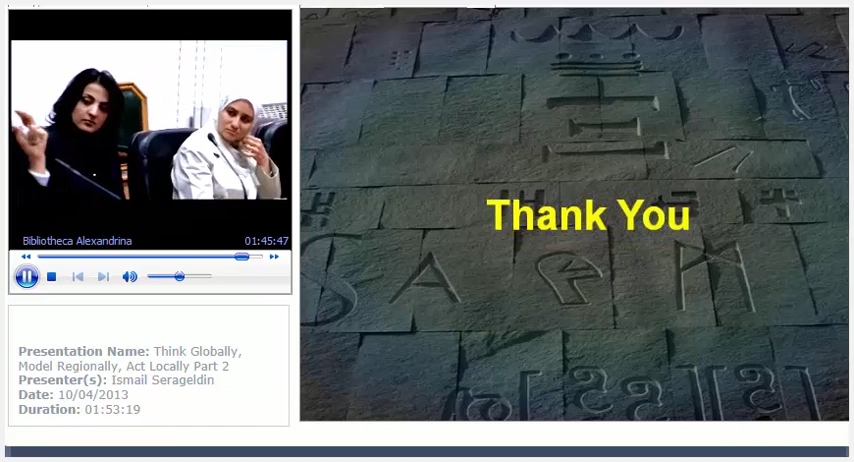 Bibliotheca Alexandrina 01:45:47
Presentation Name: Think Globally,
Model Regionally, Act Locally Part 2
Presenter(s): Ismail Serageldin
Date: 10/04/2013
Duration: 01:53:19
Thank You